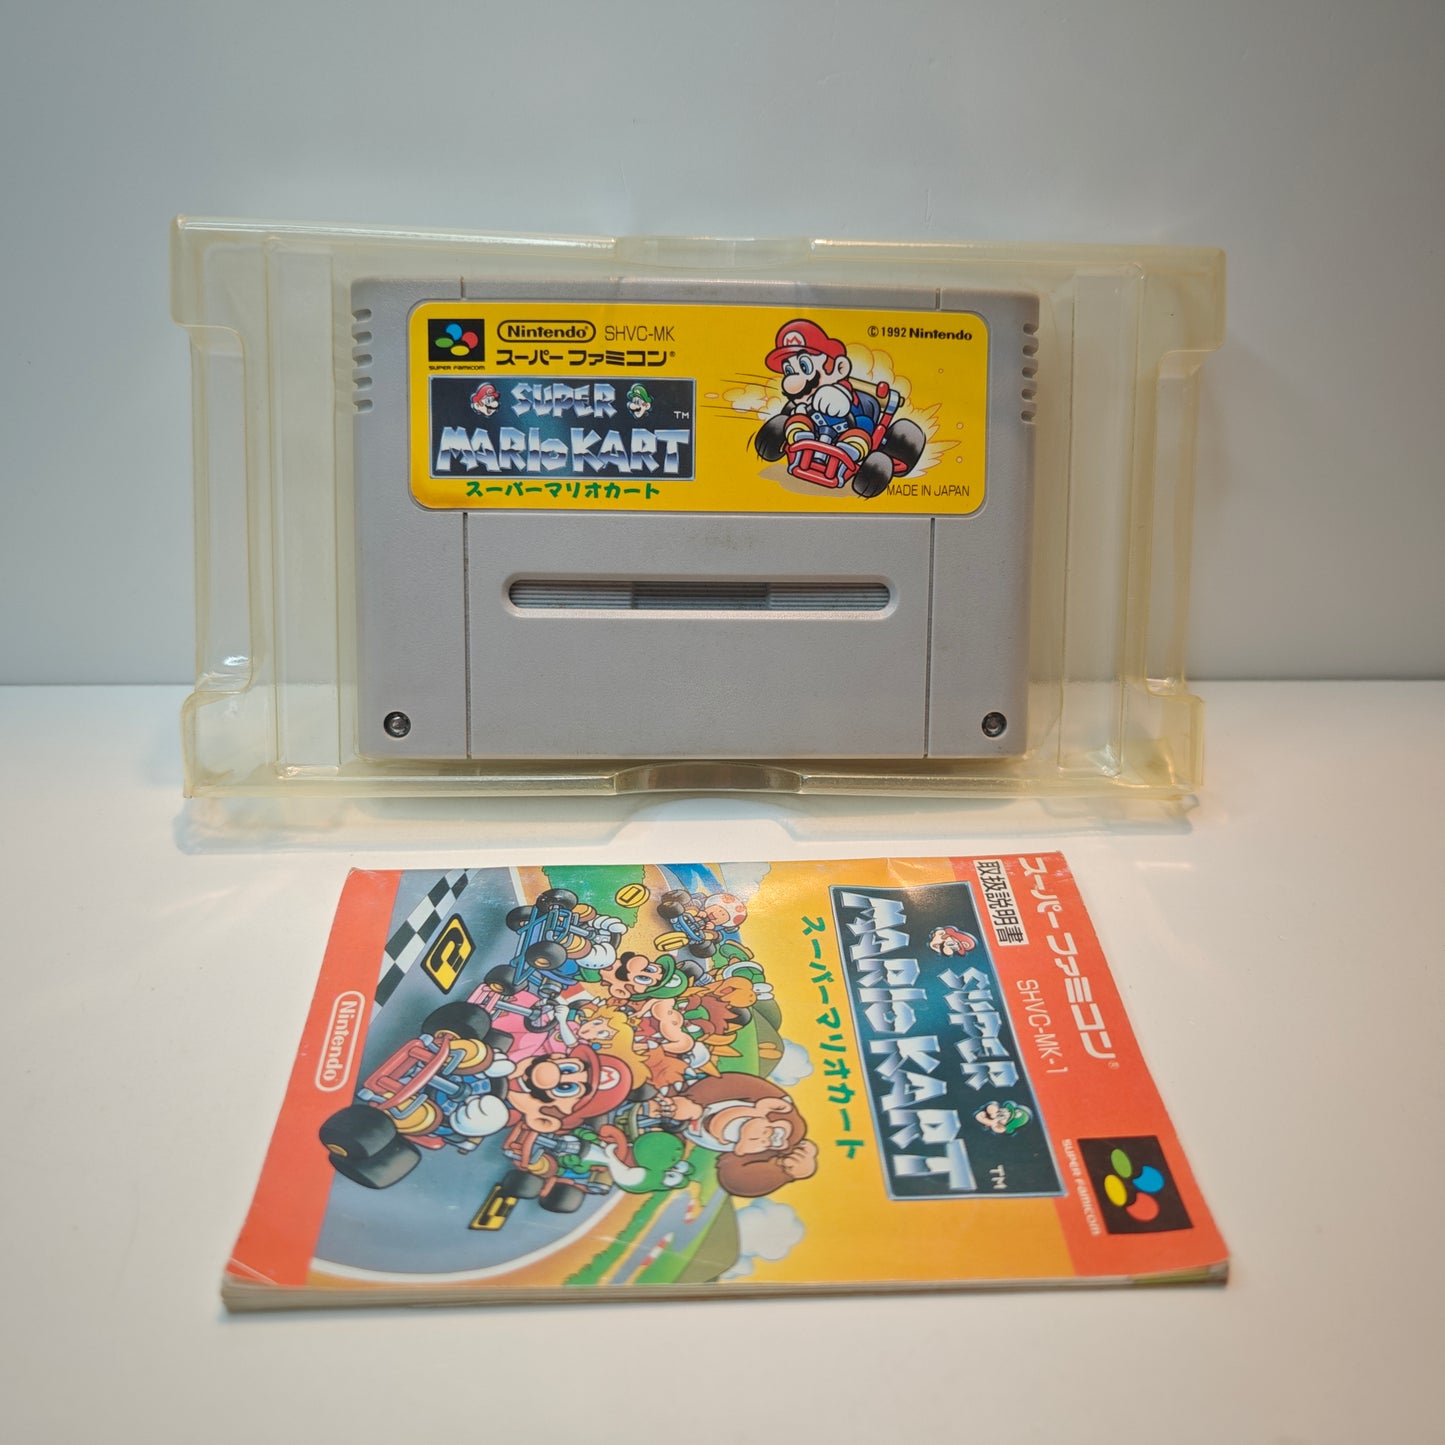 Nintendo SHVC-MK
スーパーファミコン®
SUPER FAMICOM
© 1992 Nintendo
SUPER
MARIO KART ™
スーパーマリオカート
MADE IN JAPAN
スーパーファミコン®
取扱説明書 SHVC-MK-1
SUPER FAMICOM
SUPER
MARIO KART ™
スーパーマリオカート
Nintendo